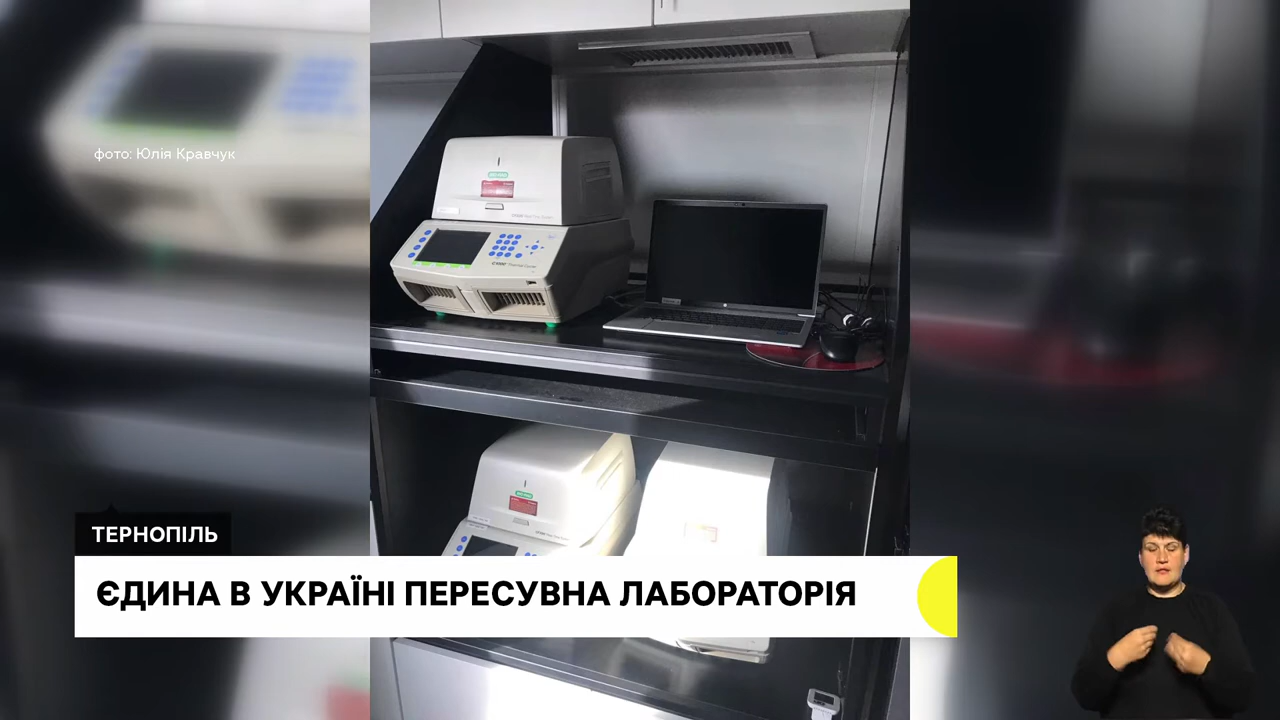 фото: Юлія Кравчук
ТЕРНОПІЛЬ
ЄДИНА В УКРАЇНІ ПЕРЕСУВНА ЛАБОРАТОРІЯ